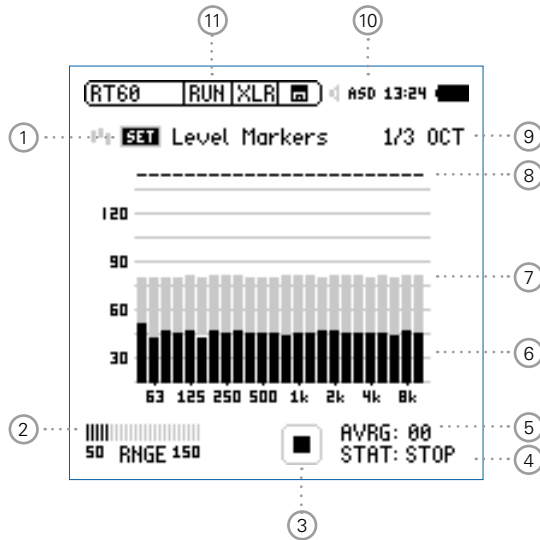 11
10
RT60 RUN XLR ASD 13:24
1
SET Level Markers 1/3 OCT
9
8
120
90
7
60
6
30
63 125 250 500 1k 2k 4k 8k
2
50 RNGE 150
AVRG: 00
5
STAT: STOP
4
3